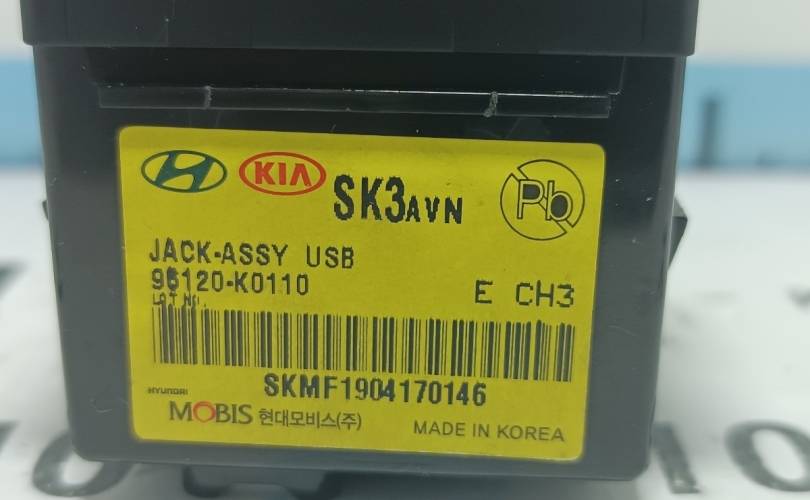 KIA SK3AVN Pb
JACK-ASSY USB
96120-K0110
E CH3
LOT No.
SKMF1904170146
HYUNDAI
MOBIS 현대모비스(주)
MADE IN KOREA